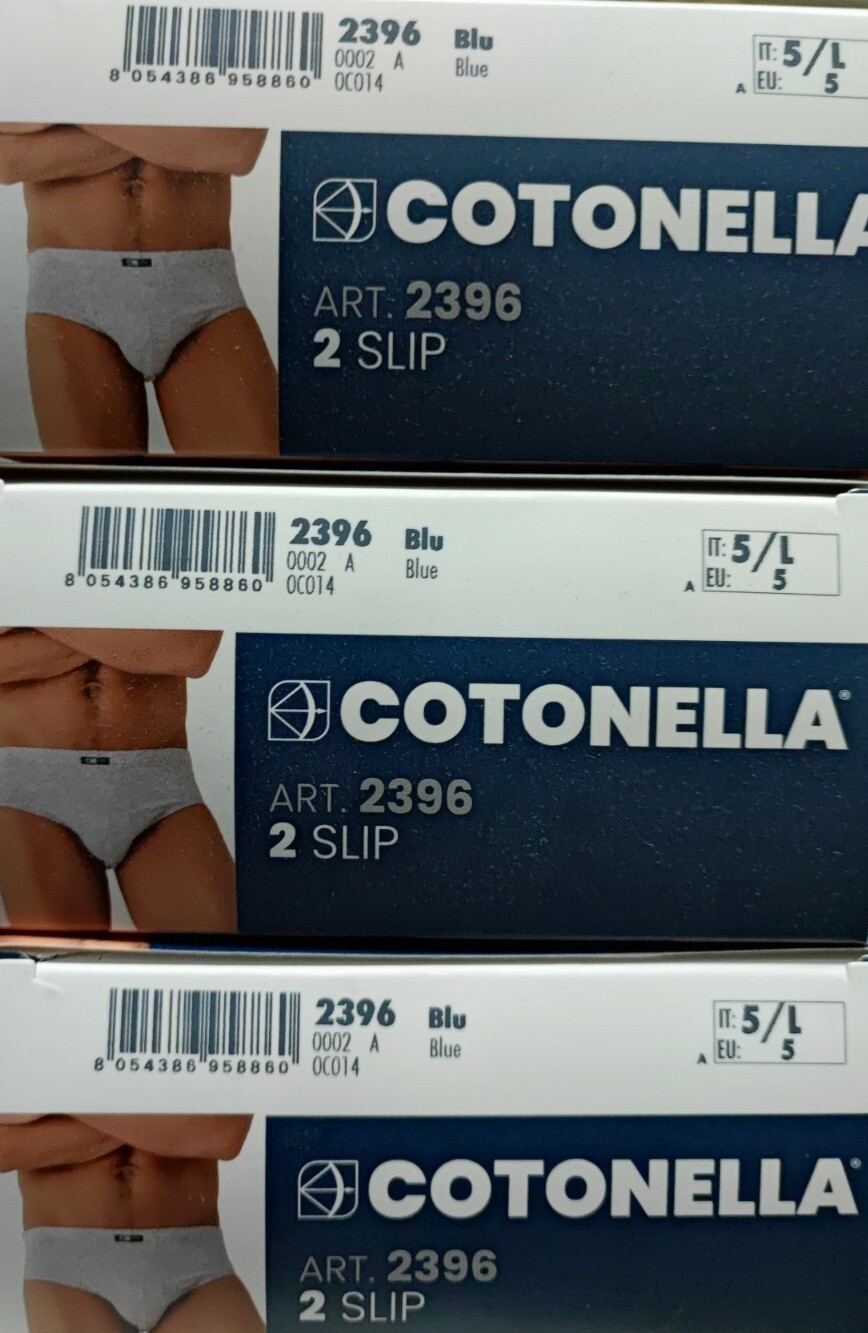 2396 Blu
0002 A Blue
0C014
8 054386 958860
IT: 5/L
A EU: 5
COTONELLA
ART. 2396
2 SLIP
2396 Blu
0002 A Blue
0C014
8 054386 958860
IT: 5/L
A EU: 5
COTONELLA®
ART. 2396
2 SLIP
2396 Blu
0002 A Blue
0C014
8 054386 958860
IT: 5/L
A EU: 5
COTONELLA®
ART. 2396
2 SLIP